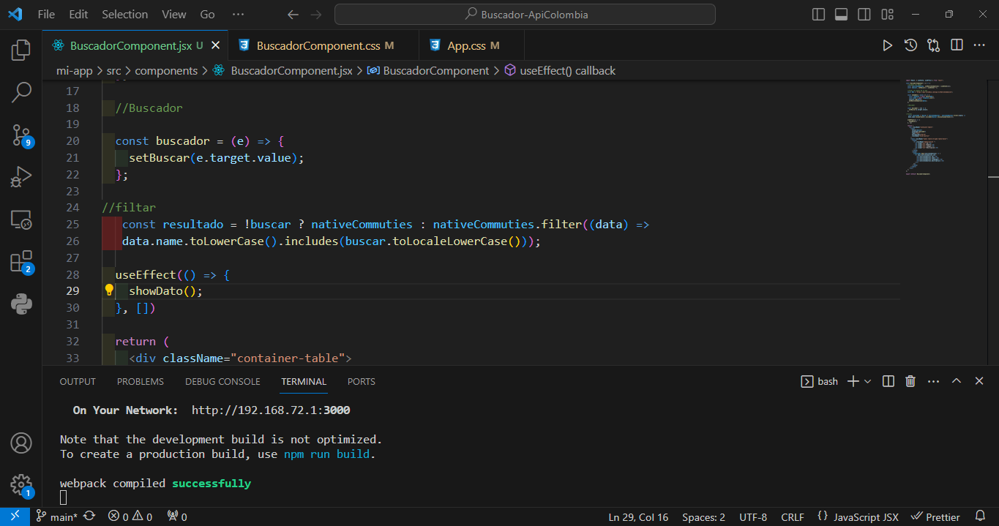 File Edit Selection View Go ··· Buscador-ApiColombia
BuscadorComponent.jsx U BuscadorComponent.css M App.css M
mi-app > src > components > BuscadorComponent.jsx > BuscadorComponent > useEffect() callback
17
18 //Buscador
19
20 const buscador = (e) => {
21 setBuscar(e.target.value);
22 };
23
24 //filtar
25 const resultado = !buscar ? nativeCommuties : nativeCommuties.filter((data) =>
26 data.name.toLowerCase().includes(buscar.toLocaleLowerCase()));
27
28 useEffect(() => {
29 showDato();
30 }, [])
31
32 return (
33 <div className="container-table">
9
2
1
OUTPUT PROBLEMS DEBUG CONSOLE TERMINAL PORTS bash
On Your Network: http://192.168.72.1:3000
Note that the development build is not optimized.
To create a production build, use npm run build.
webpack compiled successfully
main* 0 0 0 Ln 29, Col 16 Spaces: 2 UTF-8 CRLF {} JavaScript JSX Prettier